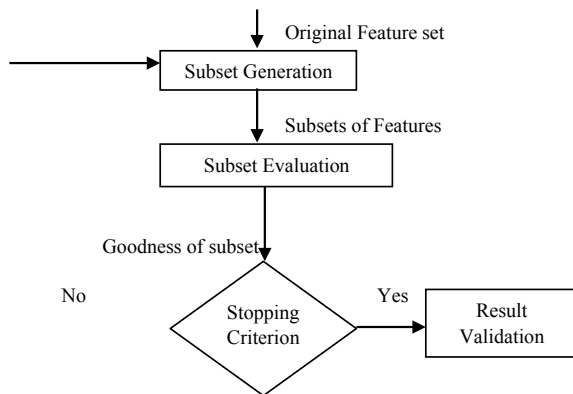 Original Feature set
Subset Generation
Subsets of Features
Subset Evaluation
Goodness of subset
No
Stopping
Criterion
Yes
Result
Validation